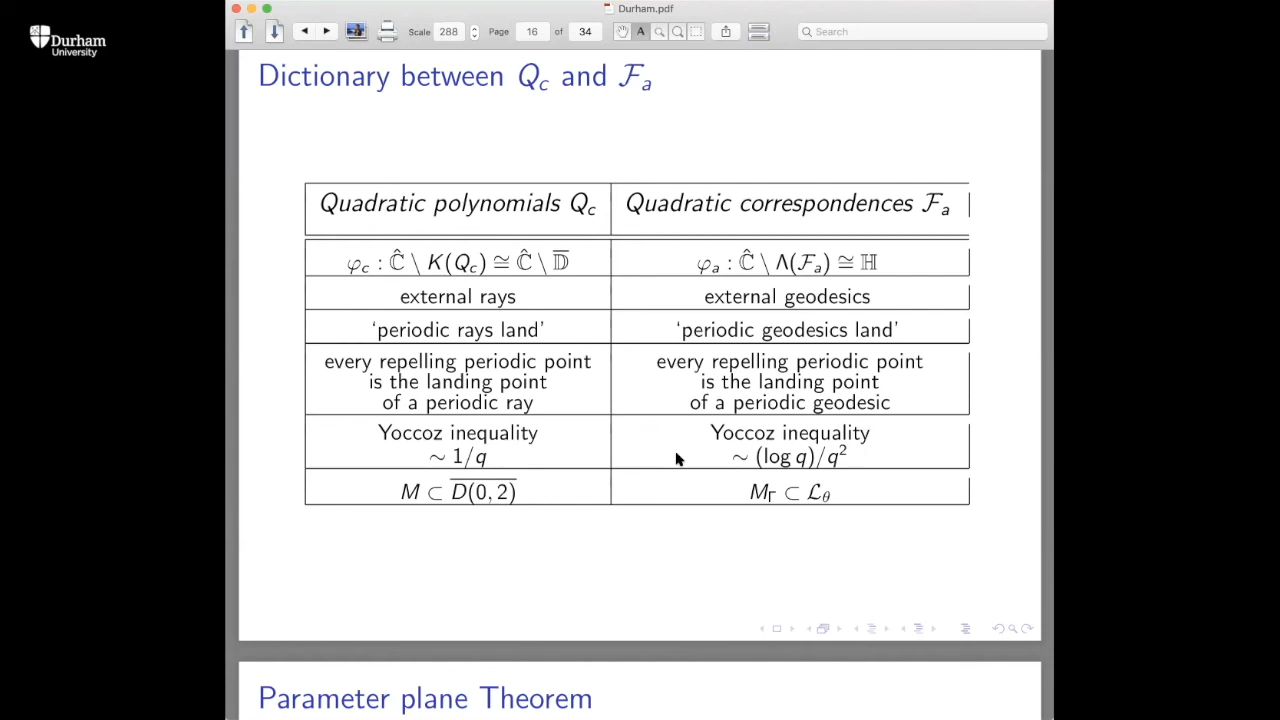 Durham.pdf
Durham
University
Scale 288 Page 16 of 34 Search
Dictionary between Q_c and ℱ_a
Quadratic polynomials Q_c Quadratic correspondences ℱ_a
φ_c : Ĉ \ K(Q_c) ≅ Ĉ \ 𝔻̅ φ_a : Ĉ \ Λ(ℱ_a) ≅ ℍ
external rays external geodesics
‘periodic rays land’ ‘periodic geodesics land’
every repelling periodic point
is the landing point
of a periodic ray
every repelling periodic point
is the landing point
of a periodic geodesic
Yoccoz inequality
∼ 1/q
Yoccoz inequality
∼ (log q)/q²
M ⊂ D(0, 2)‾ M_Γ ⊂ ℒ_θ
Parameter plane Theorem